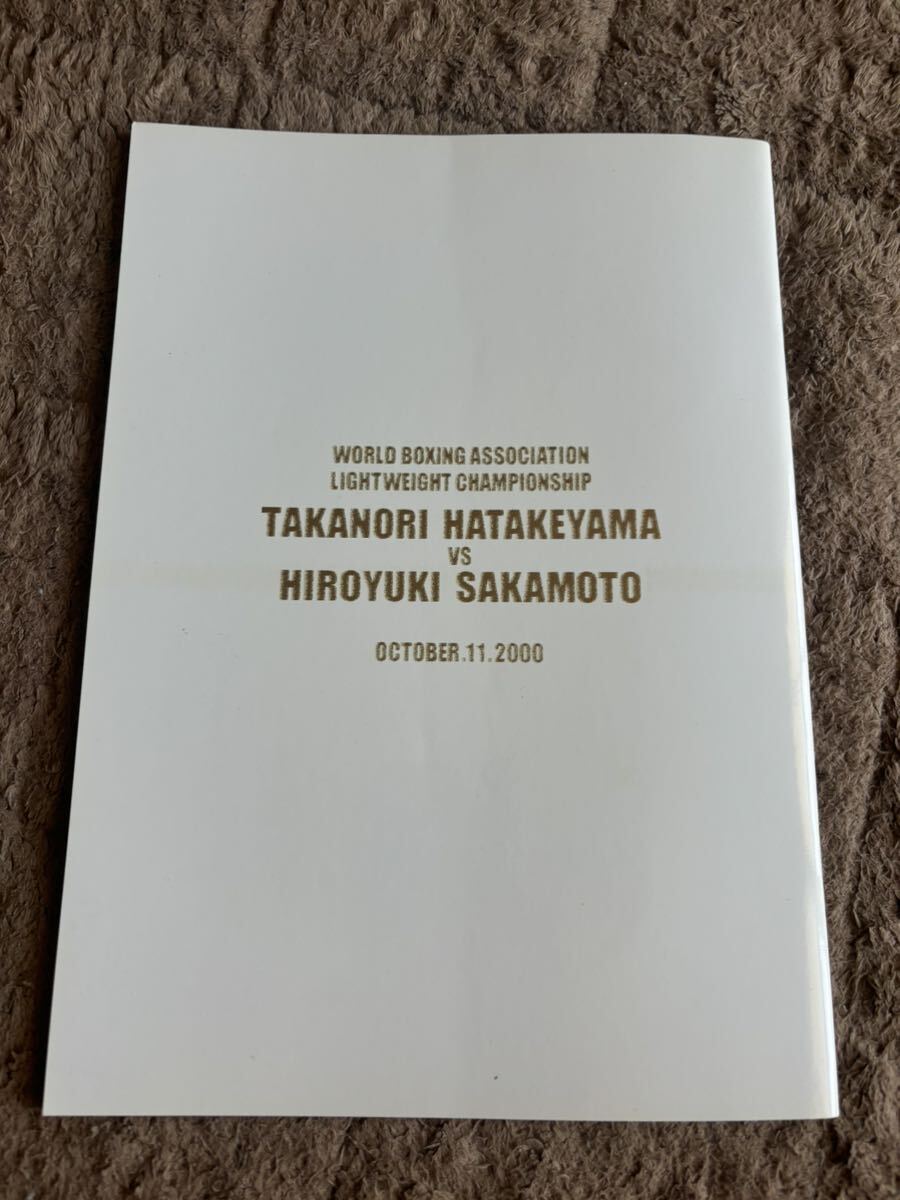 WORLD BOXING ASSOCIATION
LIGHTWEIGHT CHAMPIONSHIP
TAKANORI HATAKEYAMA
VS
HIROYUKI SAKAMOTO
OCTOBER.11.2000